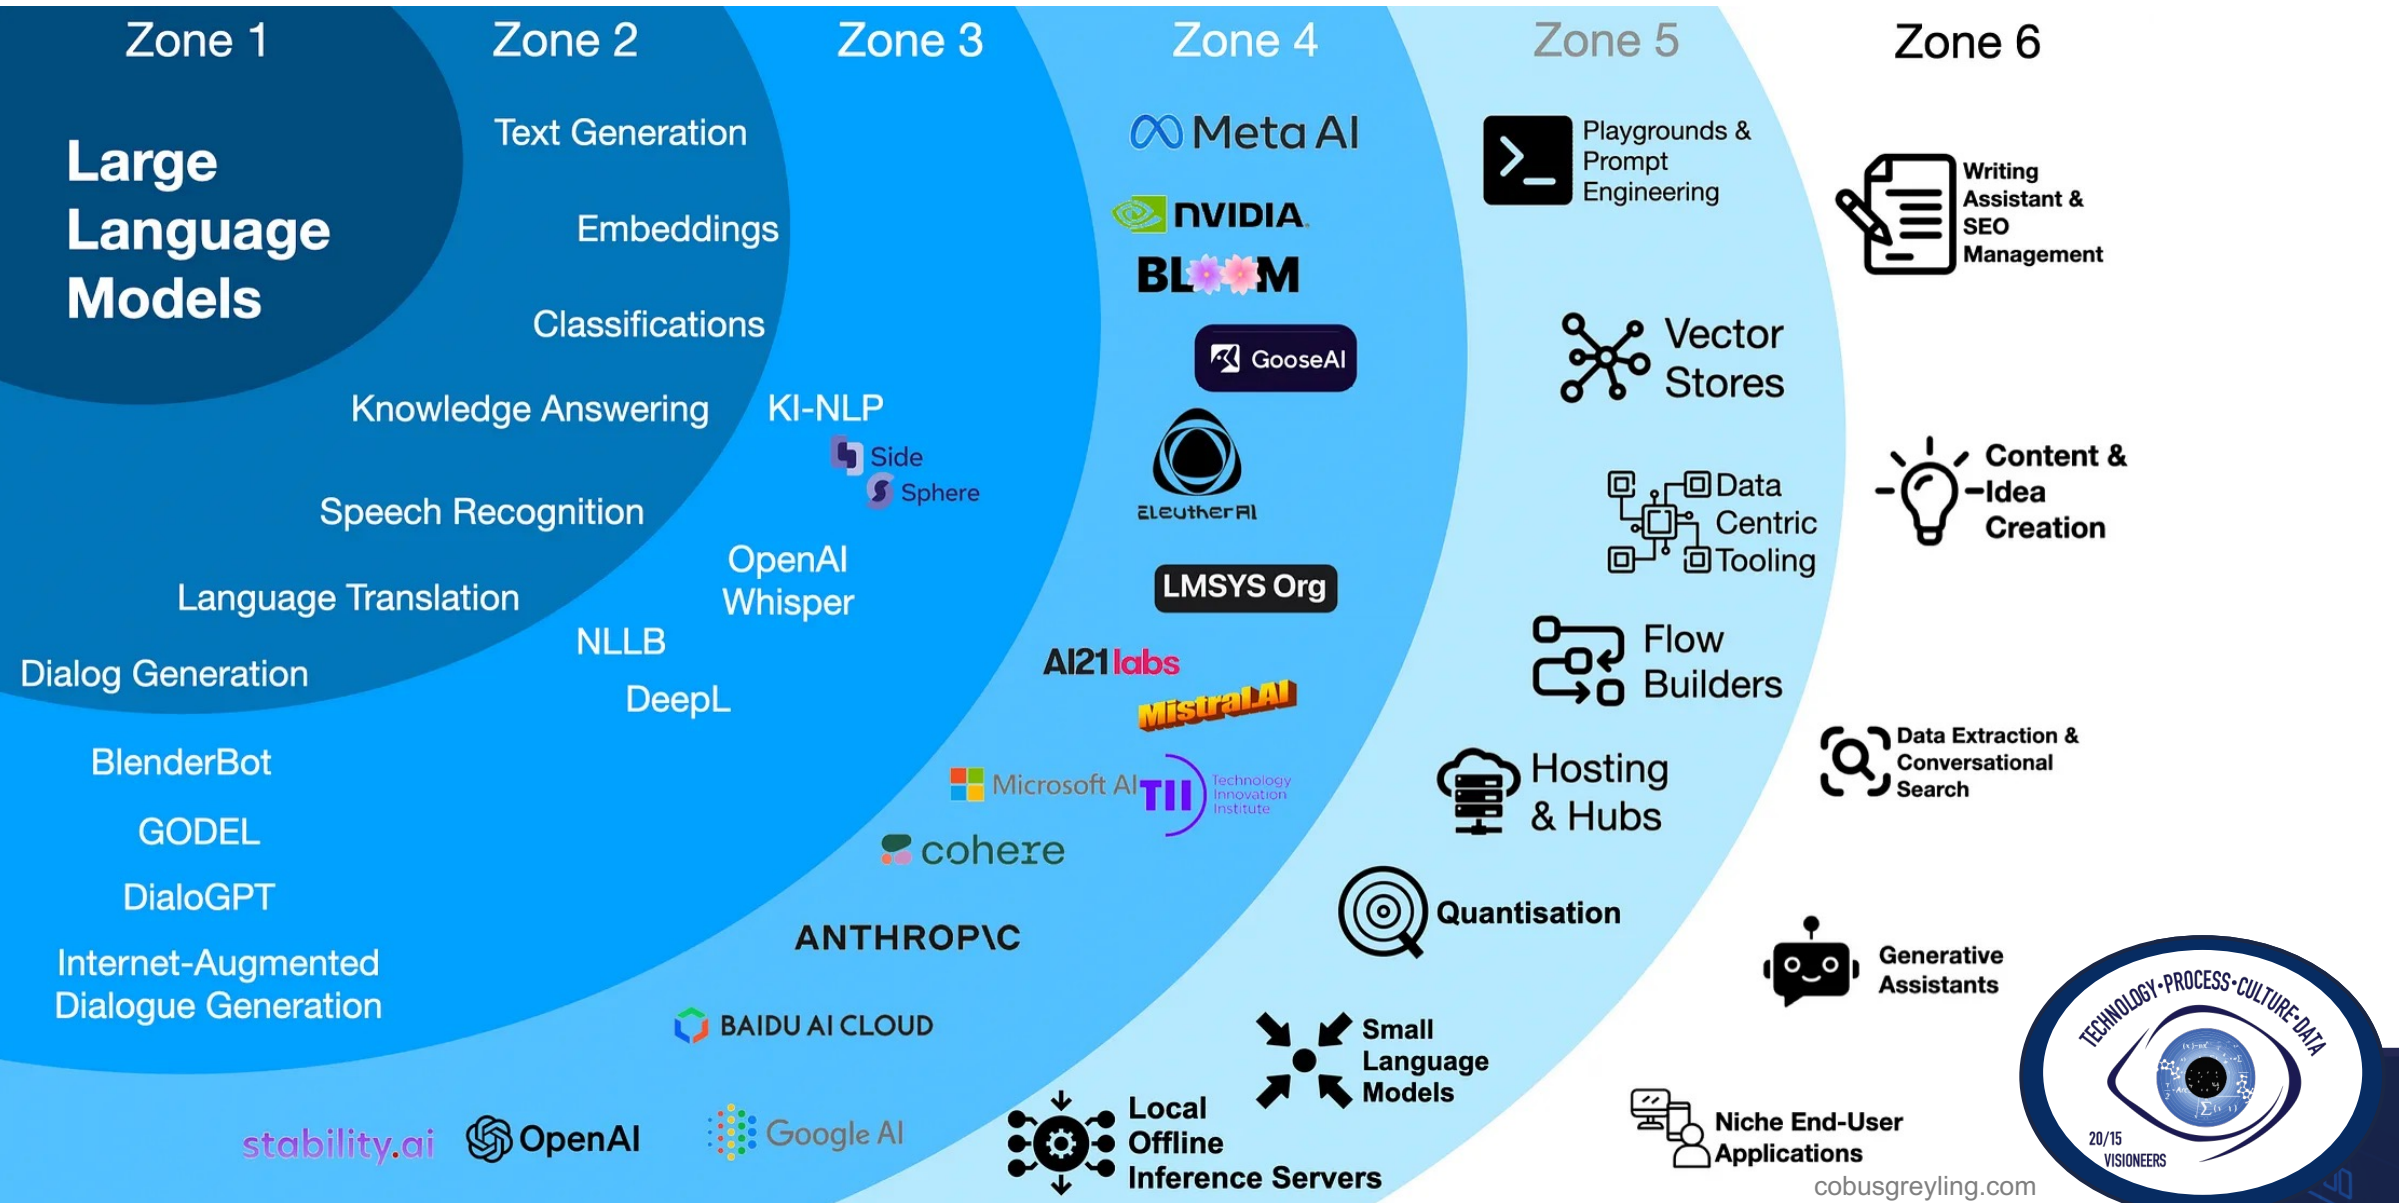 Zone 1
Zone 2
Zone 3
Zone 4
Zone 5
Zone 6
Large
Language
Models
Text Generation
Embeddings
Classifications
Knowledge Answering
Speech Recognition
Language Translation
Dialog Generation
KI-NLP
Side
Sphere
OpenAI
Whisper
NLLB
DeepL
BlenderBot
GODEL
DialoGPT
Internet-Augmented
Dialogue Generation
Meta AI
NVIDIA.
BLOOM
GooseAI
EleutherAI
LMSYS Org
AI21labs
Mistral.AI
Microsoft AI
TII
Technology
Innovation
Institute
cohere
ANTHROP\C
BAIDU AI CLOUD
stability.ai
OpenAI
Google AI
Playgrounds &
Prompt
Engineering
Vector
Stores
Data
Centric
Tooling
Flow
Builders
Hosting
& Hubs
Quantisation
Small
Language
Models
Local
Offline
Inference Servers
Writing
Assistant &
SEO
Management
Content &
Idea
Creation
Data Extraction &
Conversational
Search
Generative
Assistants
Niche End-User
Applications
TECHNOLOGY•PROCESS•CULTURE•DATA
20/15
VISIONEERS
cobusgreyling.com